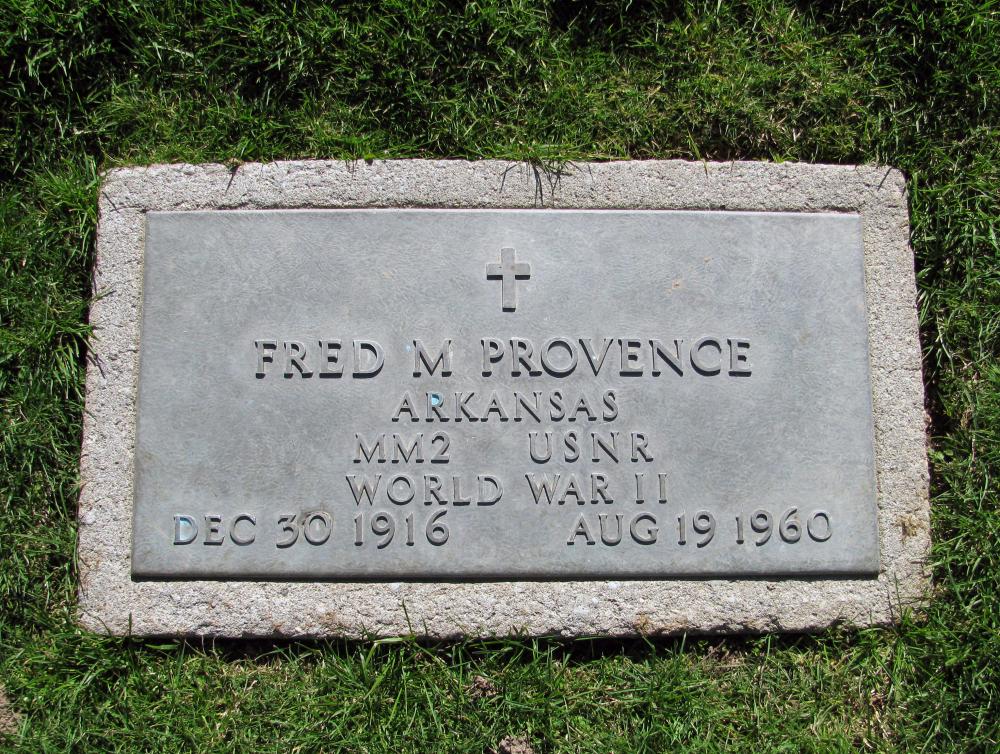 FRED M PROVENCE
ARKANSAS
MM2 USNR
WORLD WAR II
DEC 30 1916 AUG 19 1960